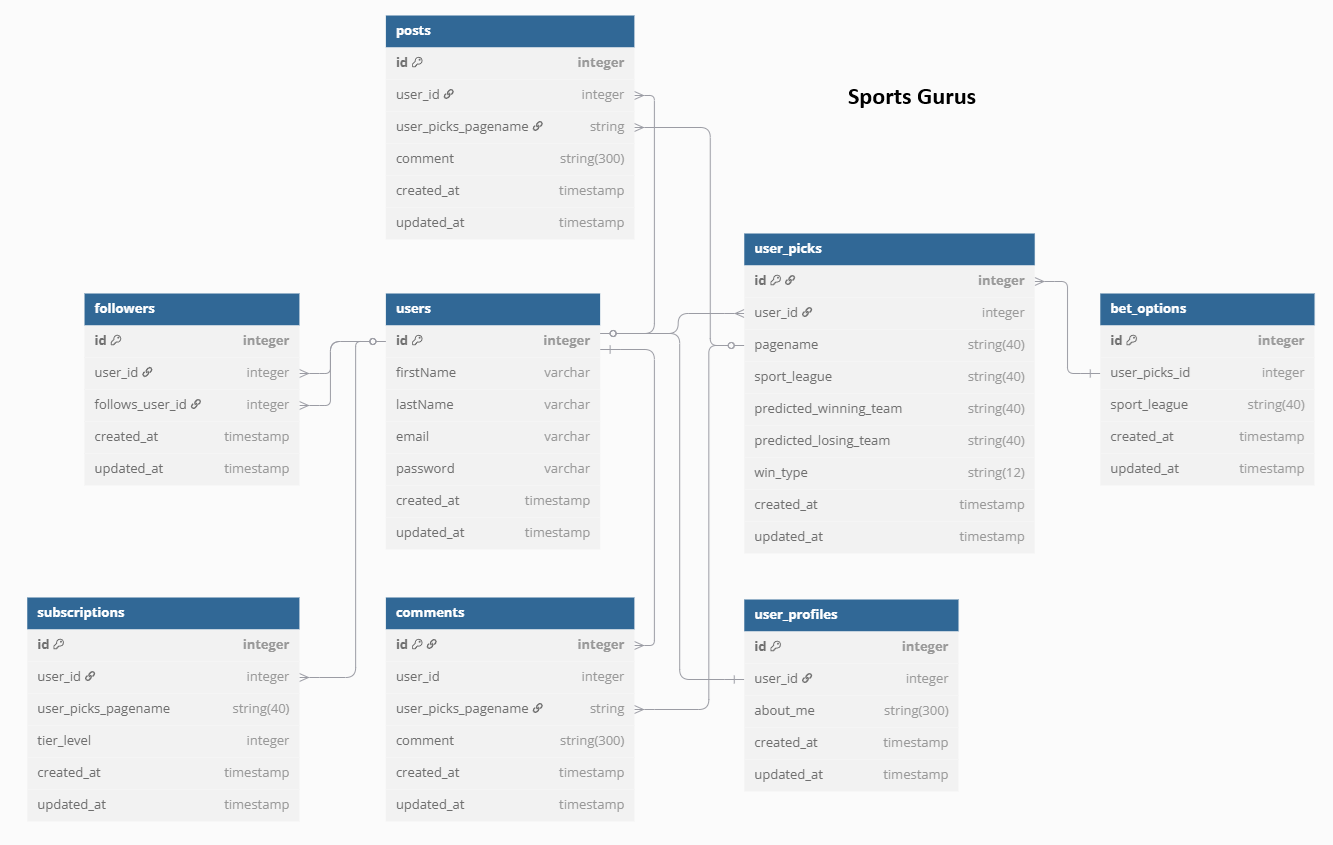 posts
id integer
user_id integer
user_picks_pagename string
comment string(300)
created_at timestamp
updated_at timestamp
Sports Gurus
user_picks
id integer
user_id integer
pagename string(40)
sport_league string(40)
predicted_winning_team string(40)
predicted_losing_team string(40)
win_type string(12)
created_at timestamp
updated_at timestamp
followers
id integer
user_id integer
follows_user_id integer
created_at timestamp
updated_at timestamp
users
id integer
firstName varchar
lastName varchar
email varchar
password varchar
created_at timestamp
updated_at timestamp
bet_options
id integer
user_picks_id integer
sport_league string(40)
created_at timestamp
updated_at timestamp
subscriptions
id integer
user_id integer
user_picks_pagename string(40)
tier_level integer
created_at timestamp
updated_at timestamp
comments
id integer
user_id integer
user_picks_pagename string
comment string(300)
created_at timestamp
updated_at timestamp
user_profiles
id integer
user_id integer
about_me string(300)
created_at timestamp
updated_at timestamp